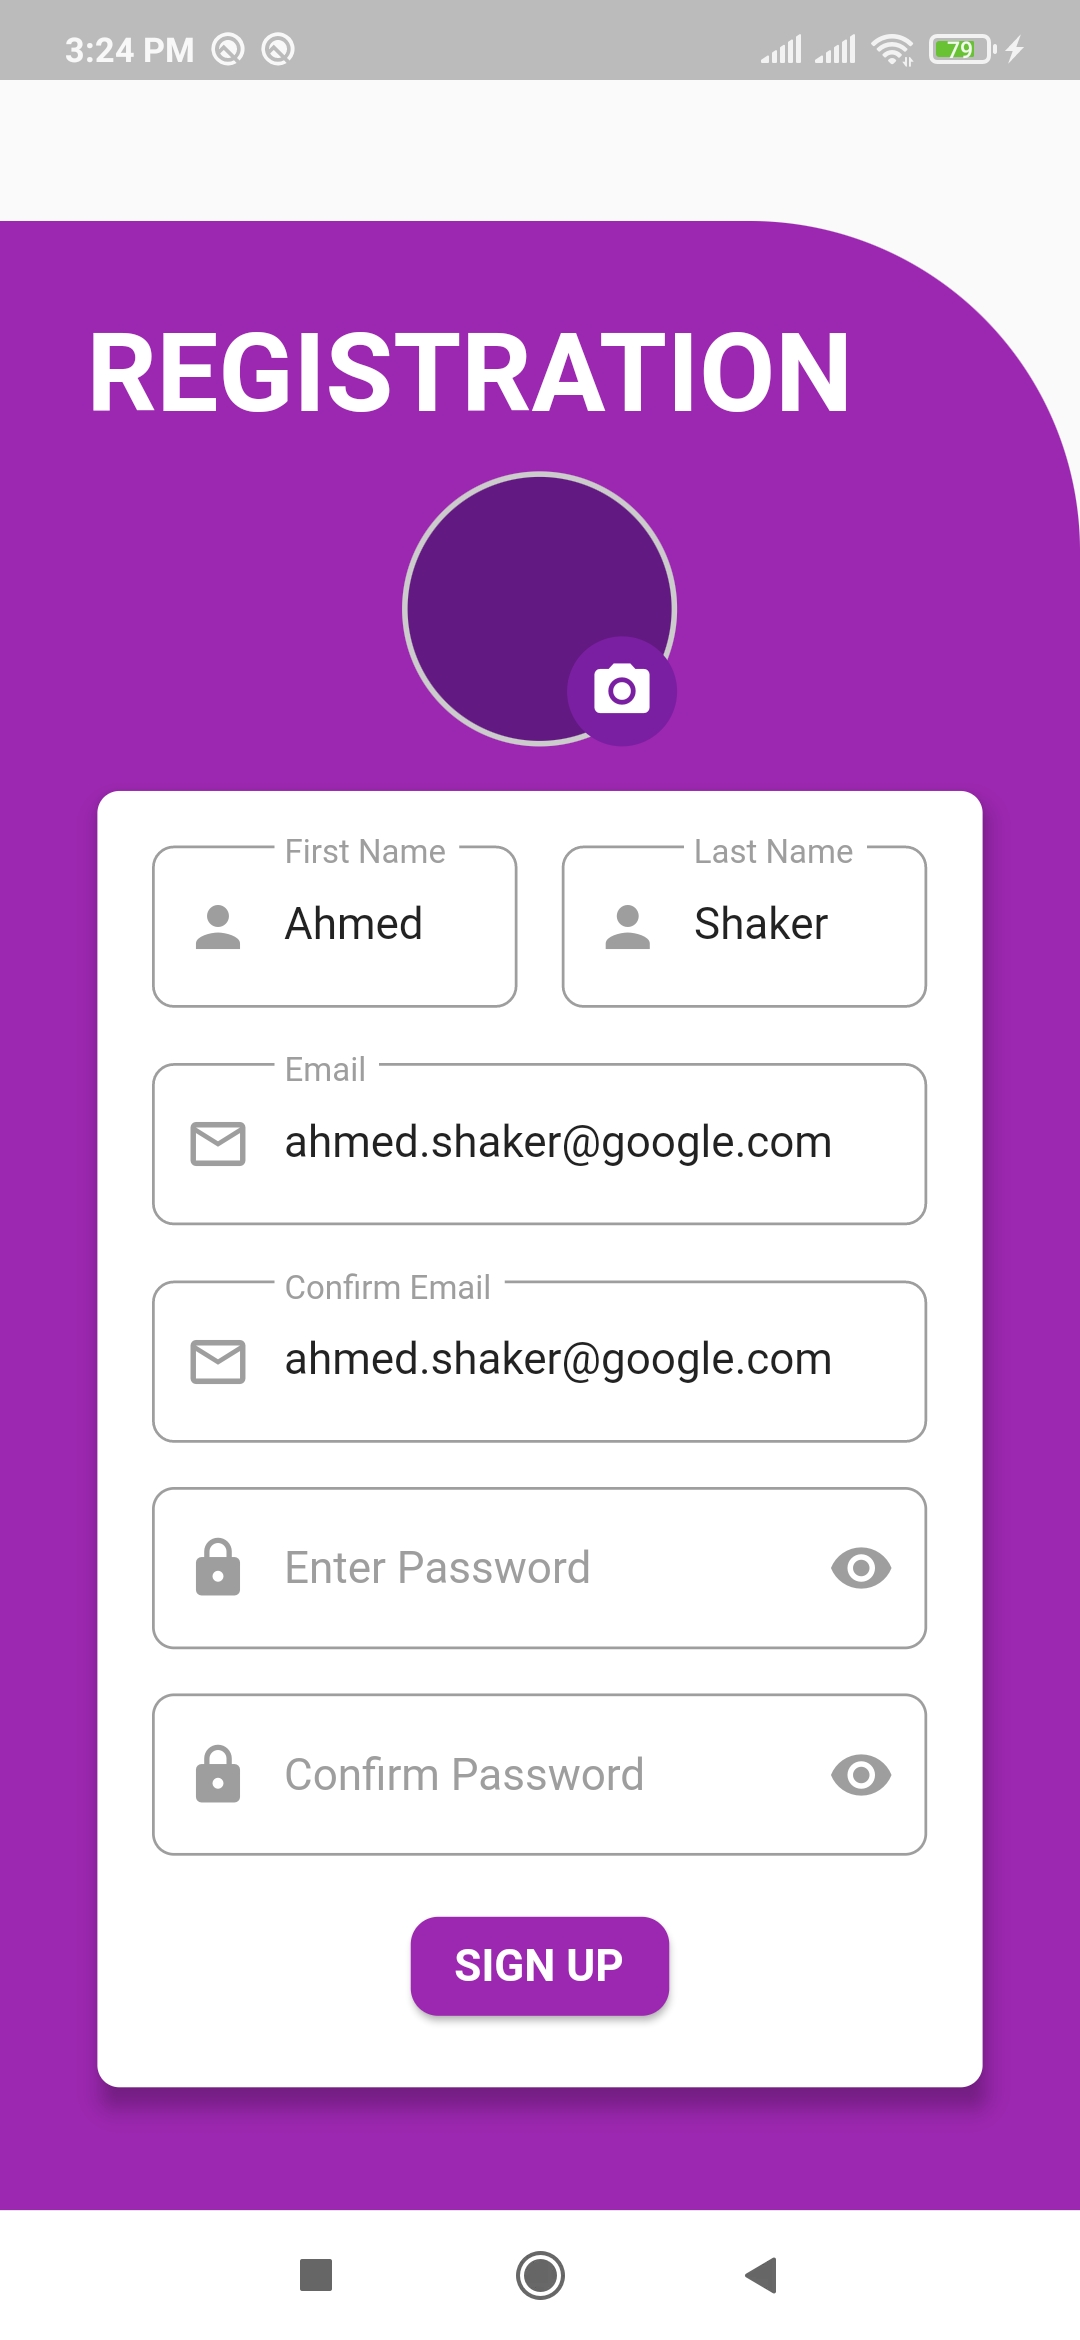 3:24 PM 79
REGISTRATION
First Name Last Name
Ahmed Shaker
Email
ahmed.shaker@google.com
Confirm Email
ahmed.shaker@google.com
Enter Password
Confirm Password
SIGN UP